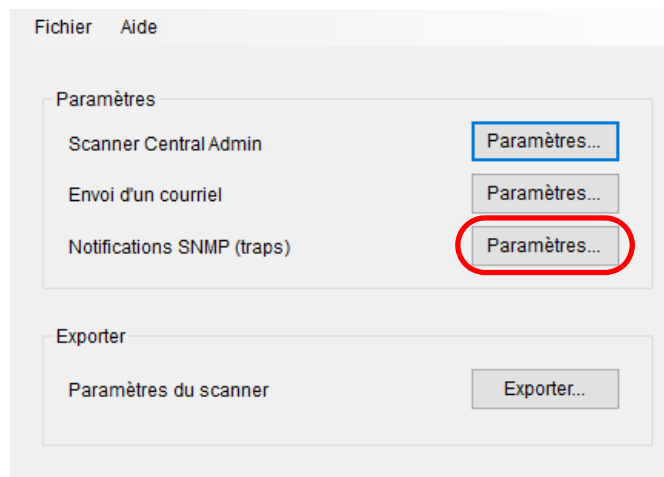 Fichier Aide
Paramètres
Scanner Central Admin Paramètres...
Envoi d'un courriel Paramètres...
Notifications SNMP (traps) Paramètres...
Exporter
Paramètres du scanner Exporter...